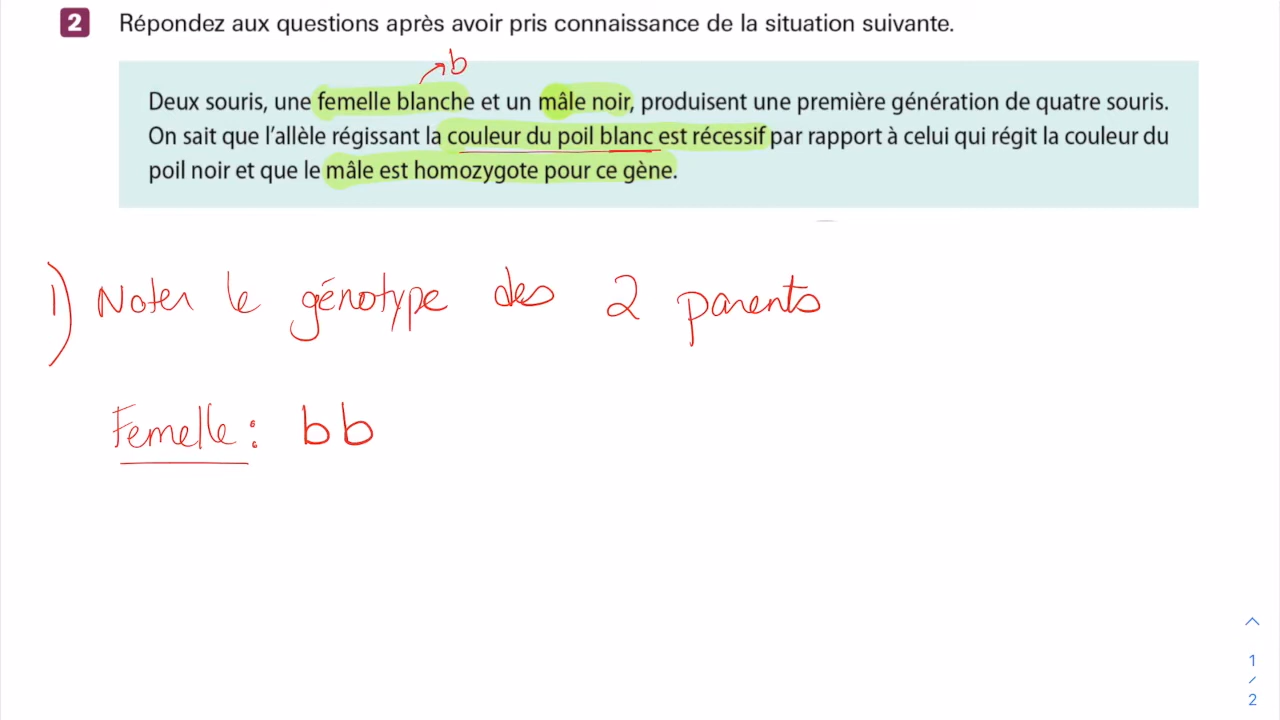 2 Répondez aux questions après avoir pris connaissance de la situation suivante.
b
Deux souris, une femelle blanche et un mâle noir, produisent une première génération de quatre souris.
On sait que l'allèle régissant la couleur du poil blanc est récessif par rapport à celui qui régit la couleur du
poil noir et que le mâle est homozygote pour ce gène.
1) Noter le génotype des 2 parents
Femelle : bb
1
/
2